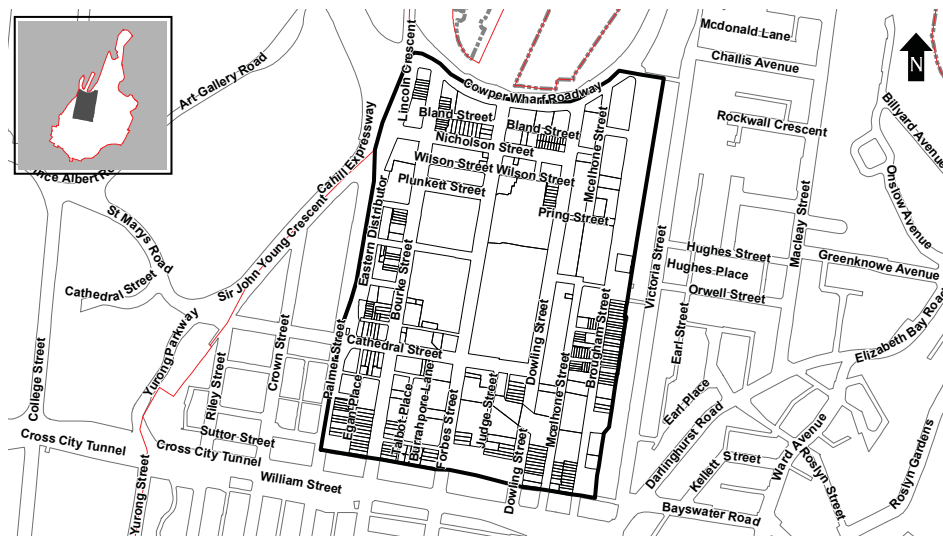 Mcdonald Lane
Challis Avenue
N
Art Gallery Road
Lincoln Crescent
Cowper Wharf Roadway
Billyard Avenue
Bland Street
Bland Street
Rockwall Crescent
Nicholson Street
Mcelhone Street
Cahill Expressway
Wilson Street
Wilson Street
nce Albert R
Plunkett Street
Onslow Avenue
Macleay Street
St Marys Road
Eastern Distributor
Pring Street
Sir John Young Crescent
Victoria Street
Hughes Street
Greenknowe Avenue
Hughes Place
Cathedral Street
Bourke Street
Orwell Street
Elizabeth Bay Road
Dowling Street
Brougham Street
Earl Street
Yurong Parkway
Crown Street
Palmer Street
Cathedral Street
College Street
Riley Street
Egan Place
Talbot Place
Burrahpore Lane
Forbes Street
Judge Street
Mcelhone Street
Earl Place
Darlinghurst Road
Ward Avenue
Suttor Street
Cross City Tunnel
Cross City Tunnel
Kellett Street
Roslyn Street
Roslyn Gardens
William Street
Dowling Street
Yurong Street
Bayswater Road